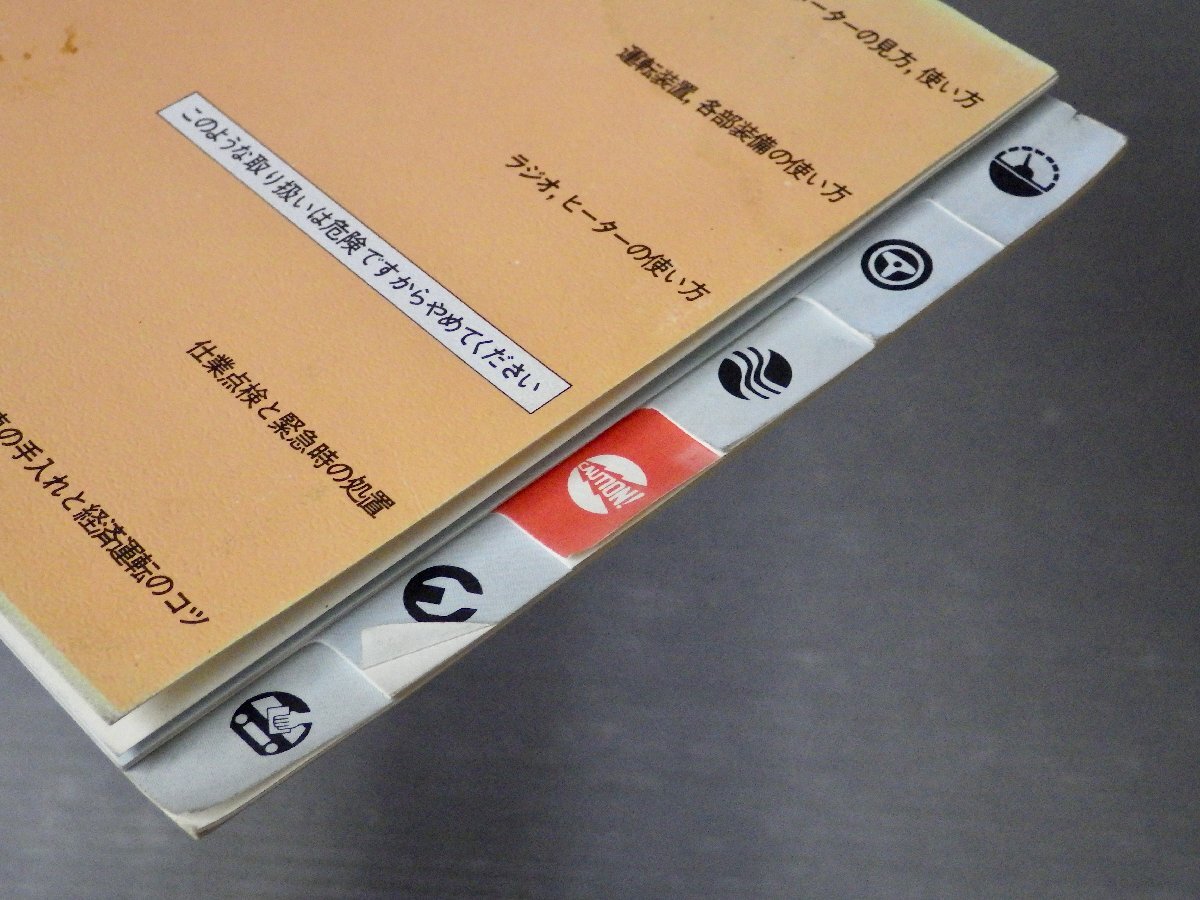 ーターの見方，使い方
運転装置，各部装備の使い方
ラジオ，ヒーターの使い方
このような取り扱いは危険ですからやめてください
仕業点検と緊急時の処置
の手入れと経済運転のコツ
CAUTION!